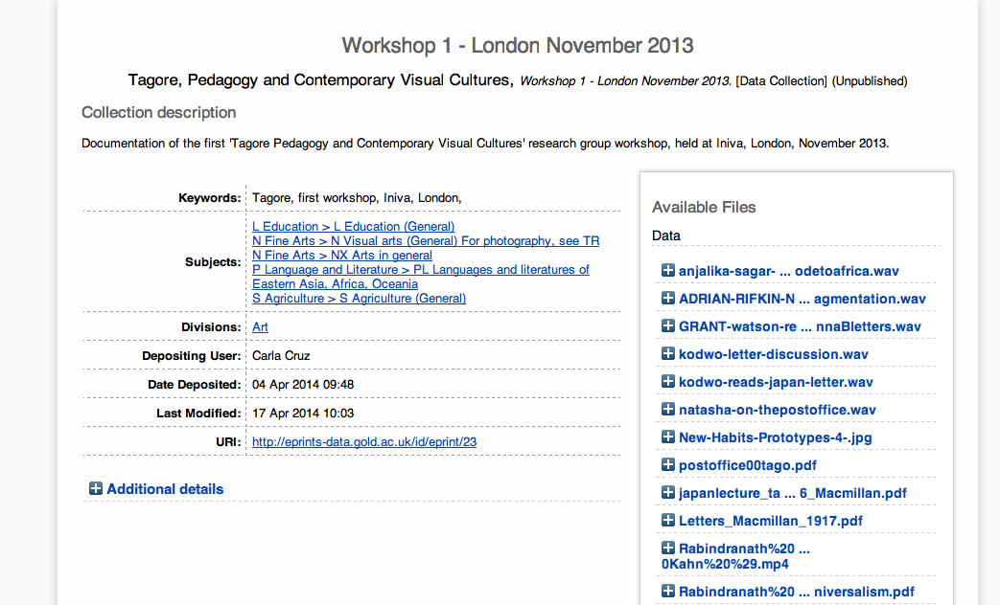 Workshop 1 - London November 2013
Tagore, Pedagogy and Contemporary Visual Cultures, Workshop 1 - London November 2013. [Data Collection] (Unpublished)
Collection description
Documentation of the first 'Tagore Pedagogy and Contemporary Visual Cultures' research group workshop, held at Iniva, London, November 2013.
Keywords: Tagore, first workshop, Iniva, London,
Subjects:
L Education > L Education (General)
N Fine Arts > N Visual arts (General) For photography, see TR
N Fine Arts > NX Arts in general
P Language and Literature > PL Languages and literatures of
Eastern Asia, Africa, Oceania
S Agriculture > S Agriculture (General)
Divisions: Art
Depositing User: Carla Cruz
Date Deposited: 04 Apr 2014 09:48
Last Modified: 17 Apr 2014 10:03
URI: http://eprints-data.gold.ac.uk/id/eprint/23
Additional details
Available Files
Data
anjalika-sagar- ... odetoafrica.wav
ADRIAN-RIFKIN-N ... agmentation.wav
GRANT-watson-re ... nnaBletters.wav
kodwo-letter-discussion.wav
kodwo-reads-japan-letter.wav
natasha-on-thepostoffice.wav
New-Habits-Prototypes-4-.jpg
postoffice00tago.pdf
japanlecture_ta ... 6_Macmillan.pdf
Letters_Macmillan_1917.pdf
Rabindranath%20 ...
0Kahn%20%29.mp4
Rabindranath%20 ... niversalism.pdf